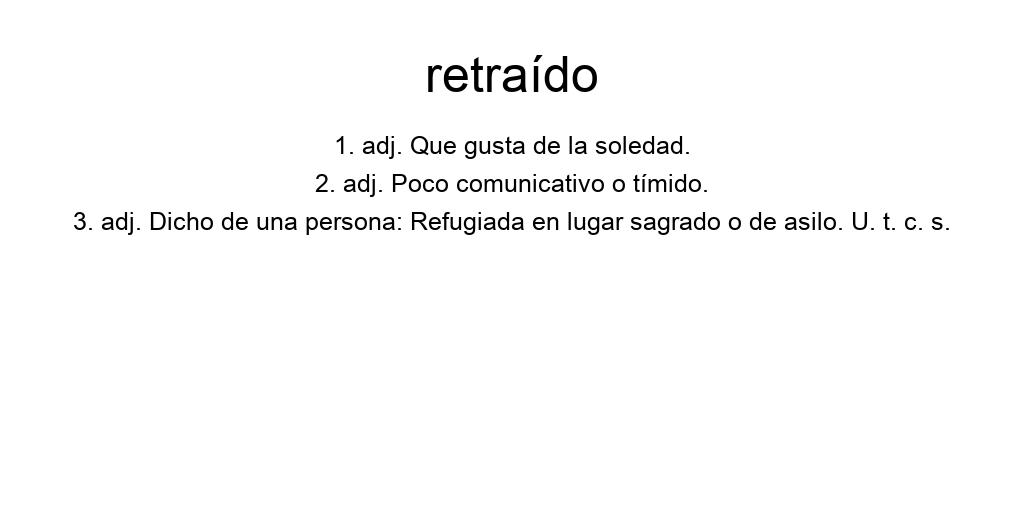 retraído
1. adj. Que gusta de la soledad.
2. adj. Poco comunicativo o tímido.
3. adj. Dicho de una persona: Refugiada en lugar sagrado o de asilo. U. t. c. s.